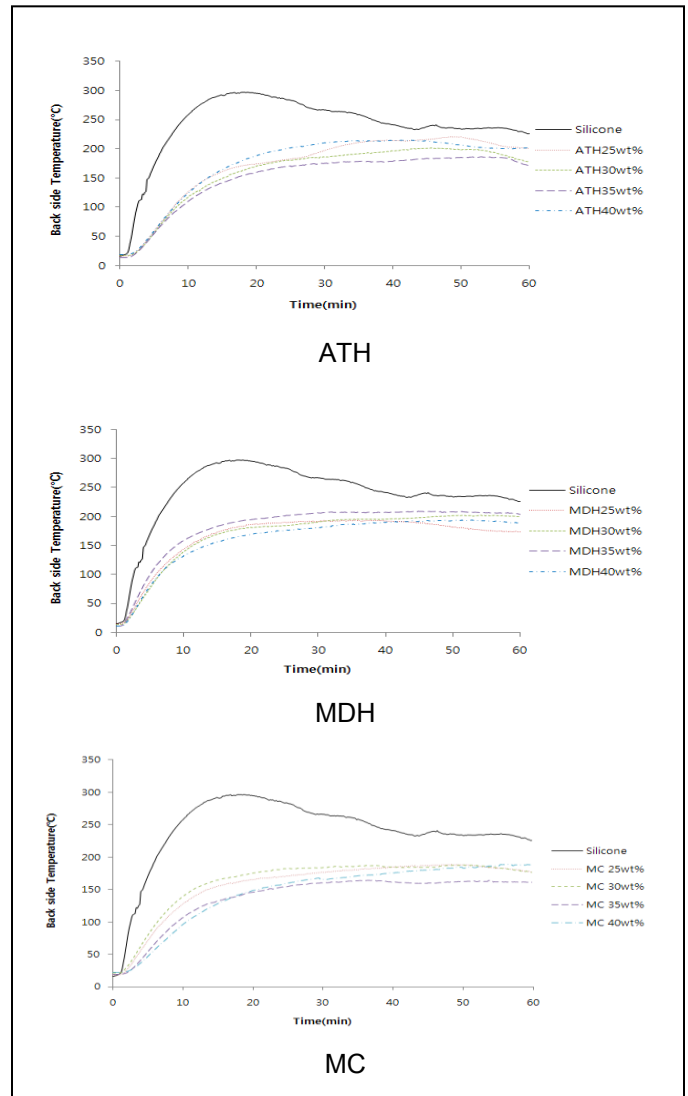 350
300
250
200
150
100
50
0
Back side Temperature(℃)
0 10 20 30 40 50 60
Time(min)
Silicone
ATH25wt%
ATH30wt%
ATH35wt%
ATH40wt%
ATH
350
300
250
200
150
100
50
0
Back side Temperature(℃)
0 10 20 30 40 50 60
Time(min)
Silicone
MDH25wt%
MDH30wt%
MDH35wt%
MDH40wt%
MDH
350
300
250
200
150
100
50
0
Back side Temperature(℃)
0 10 20 30 40 50 60
Time(min)
Silicone
MC 25wt%
MC 30wt%
MC 35wt%
MC 40wt%
MC